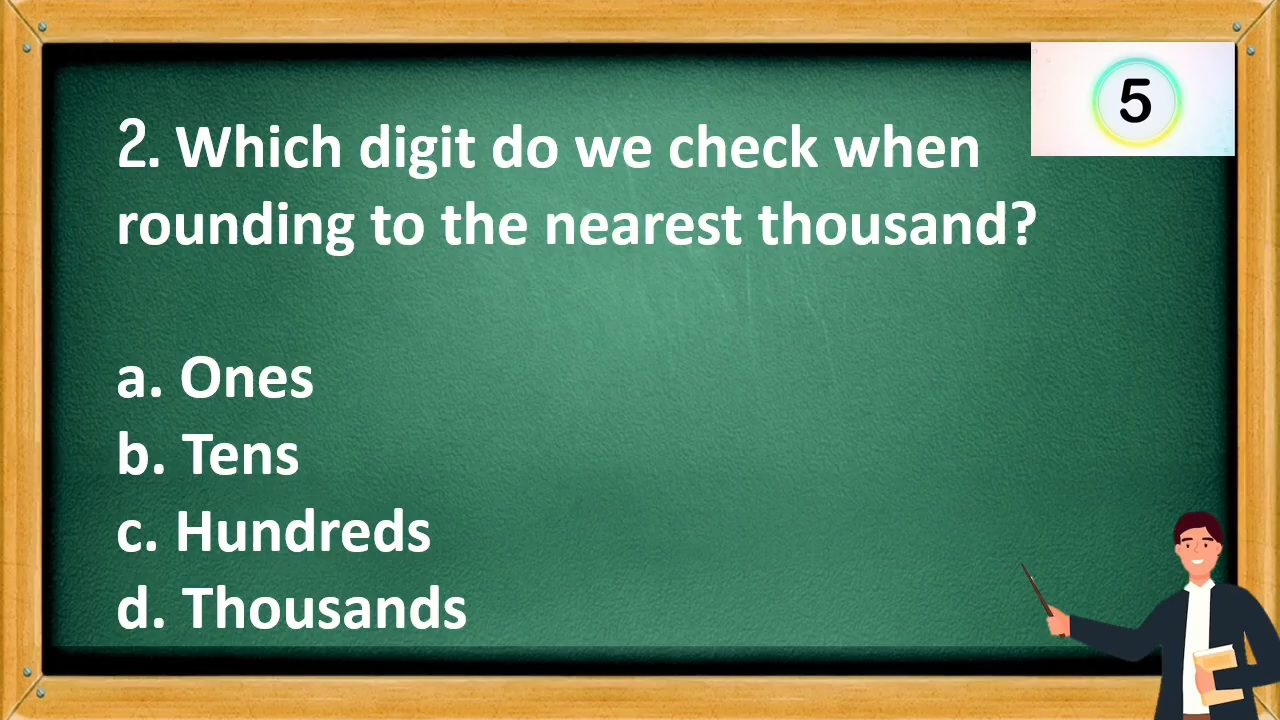 5
2. Which digit do we check when
rounding to the nearest thousand?
a. Ones
b. Tens
c. Hundreds
d. Thousands